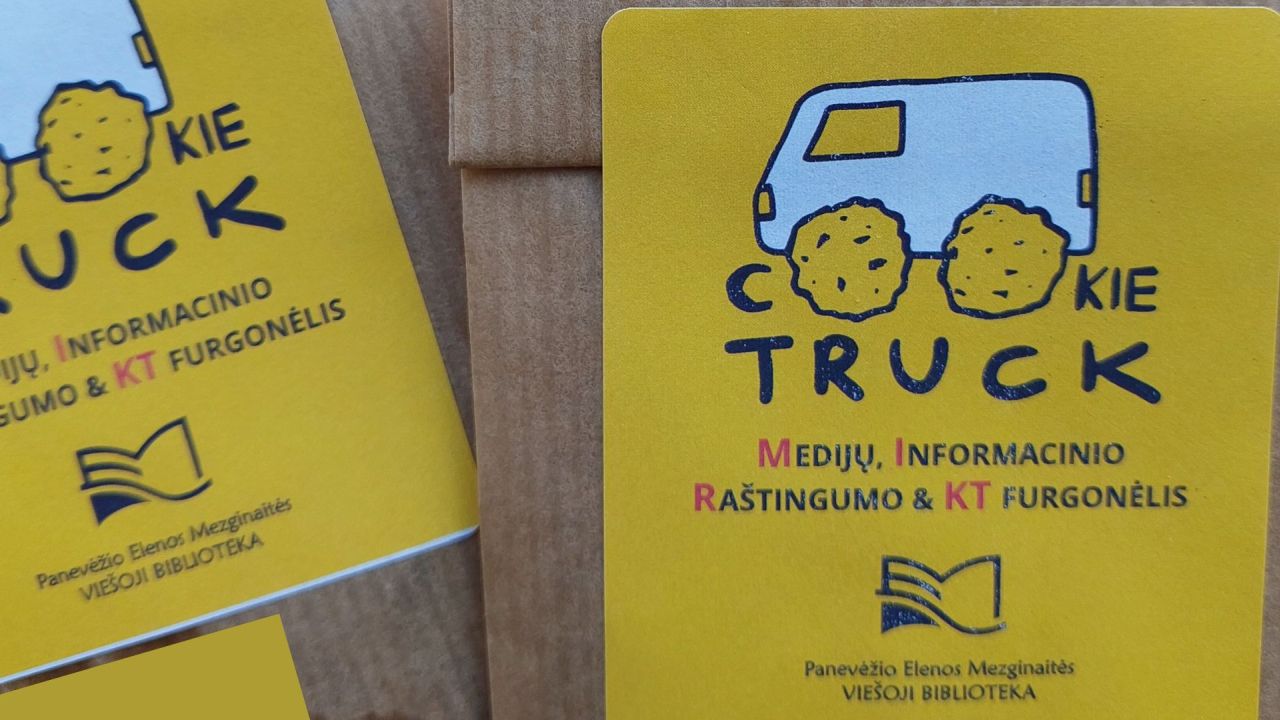 KIE
RUCK
DIJŲ, INFORMACINIO
GUMO & KT FURGONĖLIS
Panevėžio Elenos Mezginaitės
VIEŠOJI BIBLIOTEKA
C KIE
TRUCK
MEDIJŲ, INFORMACINIO
RAŠTINGUMO & KT FURGONĖLIS
Panevėžio Elenos Mezginaitės
VIEŠOJI BIBLIOTEKA